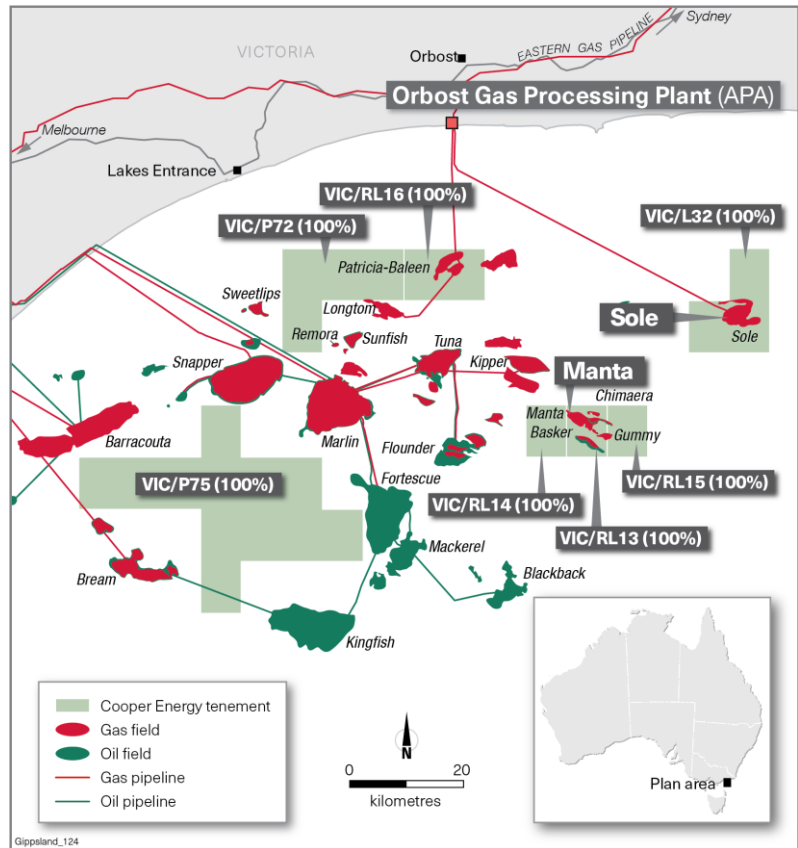 Sydney
VICTORIA
EASTERN GAS PIPELINE
Orbost
Orbost Gas Processing Plant (APA)
Melbourne
Lakes Entrance
VIC/RL16 (100%)
VIC/P72 (100%)
VIC/L32 (100%)
Patricia-Baleen
Sweetlips
Longtom
Sole
Remora
Sunfish
Sole
Tuna
Snapper
Kipper
Manta
Chimaera
Manta
Barracouta
Marlin
Basker
Gummy
Flounder
Fortescue
VIC/P75 (100%)
VIC/RL14 (100%)
VIC/RL15 (100%)
VIC/RL13 (100%)
Mackerel
Bream
Blackback
Kingfish
Cooper Energy tenement
Gas field
Oil field
Gas pipeline
Oil pipeline
N
0 20
kilometres
Plan area
Gippsland_124